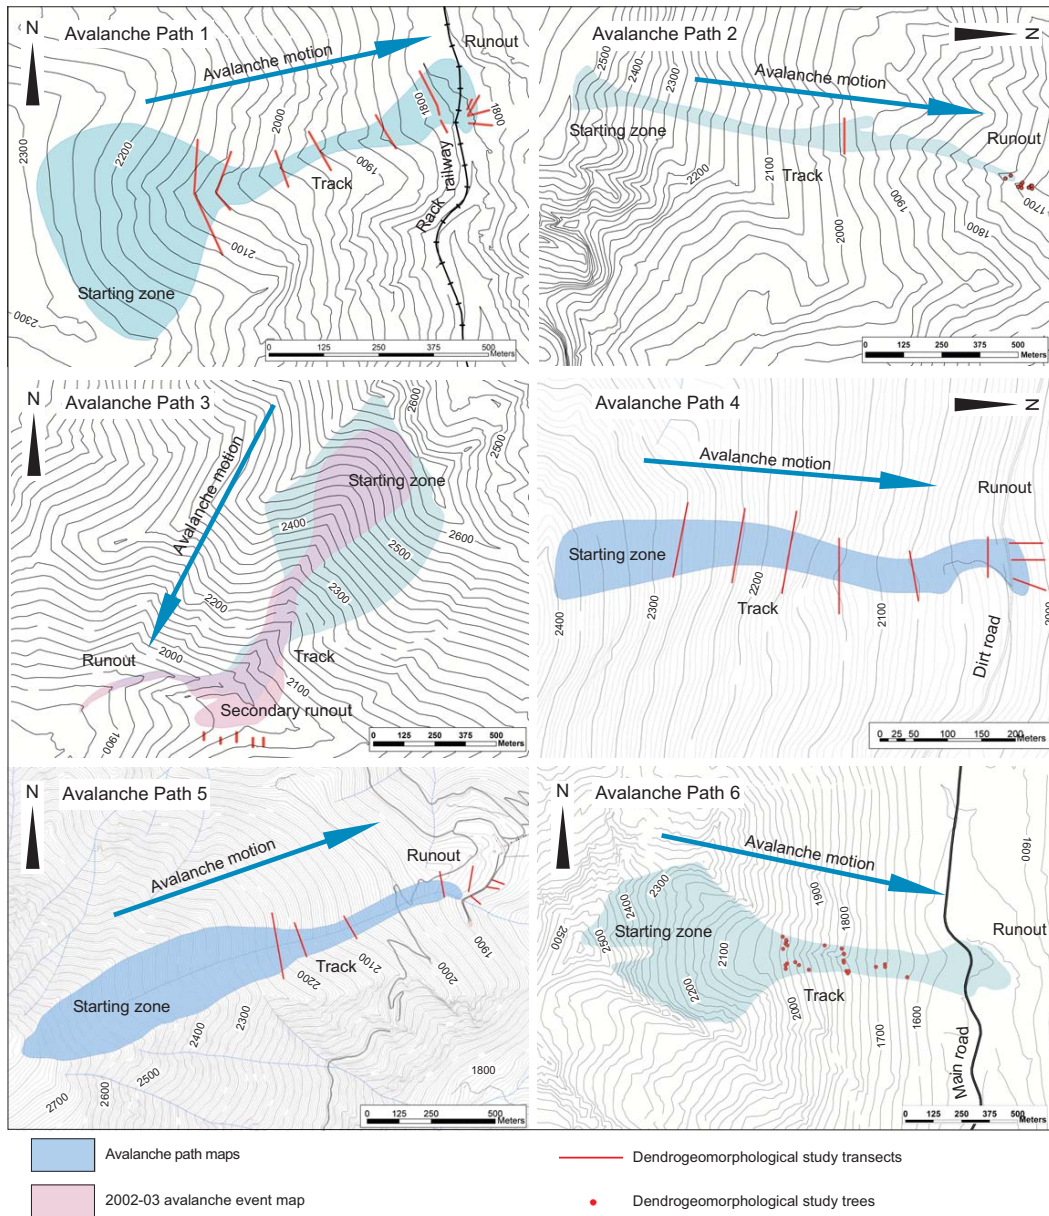 N
Avalanche Path 1
Avalanche motion
Runout
2300
2200
2000
1800
1800
1900
Track
Rack railway
2100
Starting zone
2300
0 125 250 375 500
Meters
Avalanche Path 2
N
2500
2400
2300
Avalanche motion
Starting zone
Runout
2200
2100
Track
2000
1900
1800
1700
0 125 250 375 500
Meters
N
Avalanche Path 3
2600
2500
Avalanche motion
Starting zone
2400
2600
2500
2300
2200
2000
Runout
Track
2100
Secondary runout
1900
0 125 250 375 500
Meters
Avalanche Path 4
N
Avalanche motion
Runout
Starting zone
2200
2300
Track
2100
2400
2000
Dirt road
0 25 50 100 150 200
Meters
N
Avalanche Path 5
Avalanche motion
Runout
1900
Track
2100
2000
2200
Starting zone
2300
2400
2500
2600
2700
1800
0 125 250 375 500
Meters
N
Avalanche Path 6
Avalanche motion
1600
2300
2400
1900
1800
2500
2500
Starting zone
2100
Runout
2200
Track
2000
1700
1600
Main road
0 125 250 375 500
Meters
Avalanche path maps
Dendrogeomorphological study transects
2002-03 avalanche event map
Dendrogeomorphological study trees